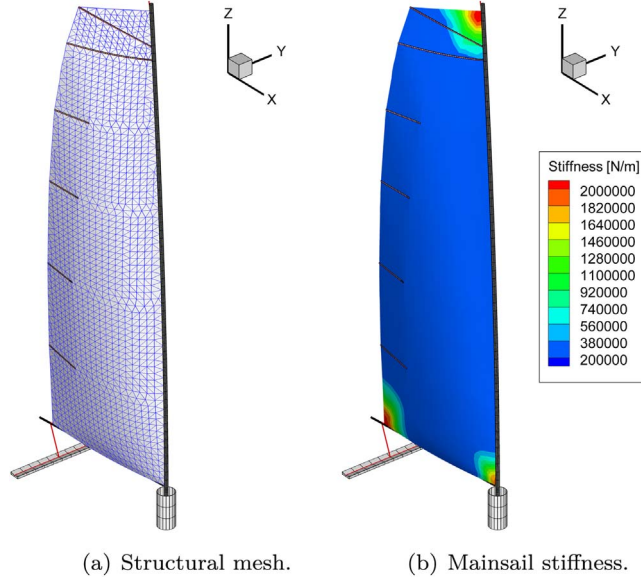 Z
Y
X
Z
Y
X
Stiffness [N/m]
2000000
1820000
1640000
1460000
1280000
1100000
920000
740000
560000
380000
200000
(a) Structural mesh.
(b) Mainsail stiffness.